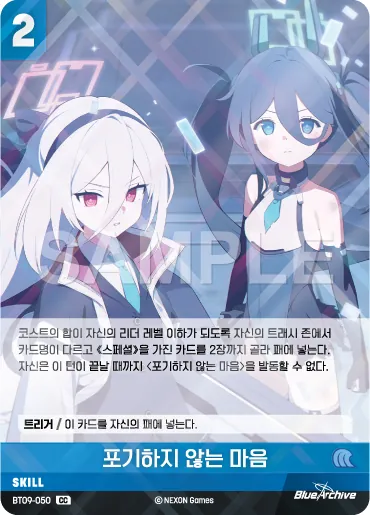 2
SAMPLE
코스트의 합이 자신의 리더 레벨 이하가 되도록 자신의 트래시 존에서
카드명이 다르고 《스페셜》을 가진 카드를 2장까지 골라 패에 넣는다.
자신은 이 턴이 끝날 때까지 〈포기하지 않는 마음〉을 발동할 수 없다.
트리거 / 이 카드를 자신의 패에 넣는다.
포기하지 않는 마음
SKILL
BT09-050 CC
© NEXON Games
BlueArchive